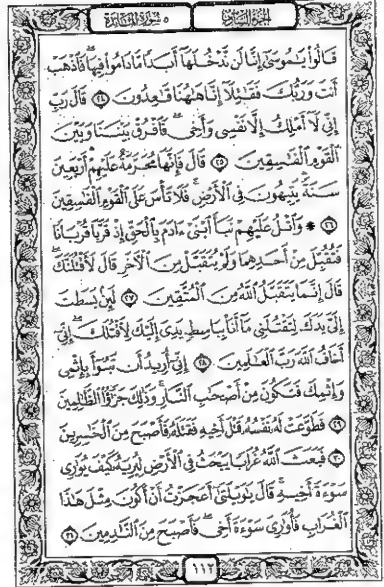 الجزء السادس ٥ سورة المائدة
قَالُوا۟ يَـٰمُوسَىٰٓ إِنَّا لَن نَّدْخُلَهَآ أَبَدًا مَّا دَامُوا۟ فِيهَا ۖ فَٱذْهَبْ
أَنتَ وَرَبُّكَ فَقَـٰتِلَآ إِنَّا هَـٰهُنَا قَـٰعِدُونَ ٢٤ قَالَ رَبِّ
إِنِّى لَآ أَمْلِكُ إِلَّا نَفْسِى وَأَخِى ۖ فَٱفْرُقْ بَيْنَنَا وَبَيْنَ
ٱلْقَوْمِ ٱلْفَـٰسِقِينَ ٢٥ قَالَ فَإِنَّهَا مُحَرَّمَةٌ عَلَيْهِمْ ۛ أَرْبَعِينَ
سَنَةً ۛ يَتِيهُونَ فِى ٱلْأَرْضِ ۚ فَلَا تَأْسَ عَلَى ٱلْقَوْمِ ٱلْفَـٰسِقِينَ
٢٦ * وَٱتْلُ عَلَيْهِمْ نَبَأَ ٱبْنَىْ ءَادَمَ بِٱلْحَقِّ إِذْ قَرَّبَا قُرْبَانًا
فَتُقُبِّلَ مِنْ أَحَدِهِمَا وَلَمْ يُتَقَبَّلْ مِنَ ٱلْـَٔاخَرِ قَالَ لَأَقْتُلَنَّكَ ۖ
قَالَ إِنَّمَا يَتَقَبَّلُ ٱللَّهُ مِنَ ٱلْمُتَّقِينَ ٢٧ لَئِنۢ بَسَطتَ
إِلَىَّ يَدَكَ لِتَقْتُلَنِى مَآ أَنَا۠ بِبَاسِطٍ يَدِىَ إِلَيْكَ لِأَقْتُلَكَ ۖ إِنِّىٓ
أَخَافُ ٱللَّهَ رَبَّ ٱلْعَـٰلَمِينَ ٢٨ إِنِّىٓ أُرِيدُ أَن تَبُوٓأَ بِإِثْمِى
وَإِثْمِكَ فَتَكُونَ مِنْ أَصْحَـٰبِ ٱلنَّارِ ۚ وَذَٰلِكَ جَزَٰٓؤُا۟ ٱلظَّـٰلِمِينَ
٢٩ فَطَوَّعَتْ لَهُۥ نَفْسُهُۥ قَتْلَ أَخِيهِ فَقَتَلَهُۥ فَأَصْبَحَ مِنَ ٱلْخَـٰسِرِينَ
٣٠ فَبَعَثَ ٱللَّهُ غُرَابًا يَبْحَثُ فِى ٱلْأَرْضِ لِيُرِيَهُۥ كَيْفَ يُوَٰرِى
سَوْءَةَ أَخِيهِ ۚ قَالَ يَـٰوَيْلَتَىٰٓ أَعَجَزْتُ أَنْ أَكُونَ مِثْلَ هَـٰذَا
ٱلْغُرَابِ فَأُوَٰرِىَ سَوْءَةَ أَخِى ۖ فَأَصْبَحَ مِنَ ٱلنَّـٰدِمِينَ ٣١
١١٢